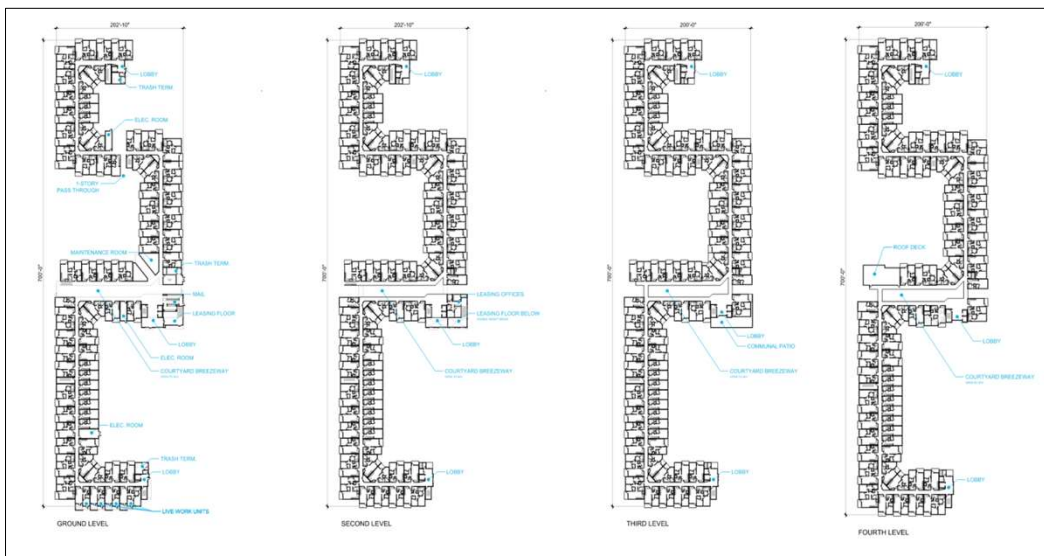 202'-10"
LOBBY
TRASH TERM
ELEC. ROOM
1-STORY
PASS THROUGH
700'-0"
MAINTENANCE ROOM
TRASH TERM
MAIL
LEASING FLOOR
LOBBY
ELEC. ROOM
COURTYARD BREEZEWAY
ELEC. ROOM
TRASH TERM.
LOBBY
LIVE WORK UNITS
GROUND LEVEL
202'-10"
LOBBY
700'-0"
LEASING OFFICES
LEASING FLOOR BELOW
LOBBY
COURTYARD BREEZEWAY
LOBBY
SECOND LEVEL
200'-0"
LOBBY
700'-0"
LOBBY
COMMUNAL PATIO
COURTYARD BREEZEWAY
LOBBY
THIRD LEVEL
200'-0"
LOBBY
ROOF DECK
700'-0"
LOBBY
COURTYARD BREEZEWAY
LOBBY
FOURTH LEVEL